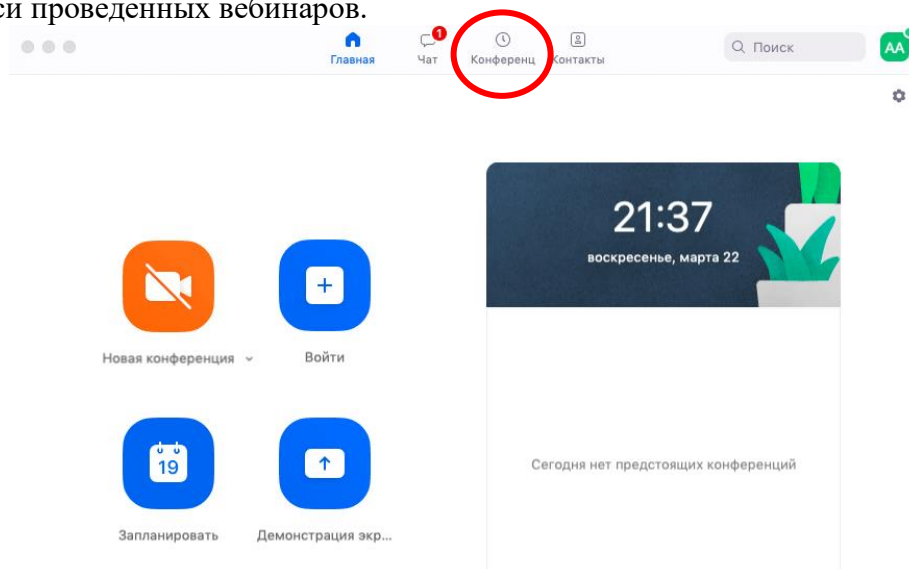 си проведенных вебинаров.
Главная
Чат
1
Конференц
Контакты
Поиск
AA
21:37
воскресенье, марта 22
Новая конференция
Войти
19
Запланировать
Демонстрация экр...
Сегодня нет предстоящих конференций